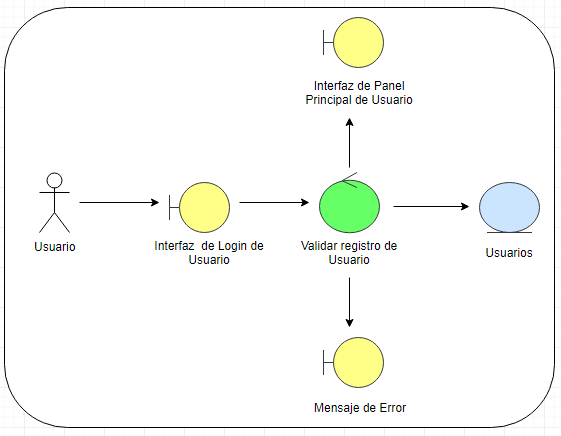 Interfaz de Panel
Principal de Usuario
Usuario
Interfaz  de Login de
Usuario
Validar registro de
Usuario
Usuarios
Mensaje de Error